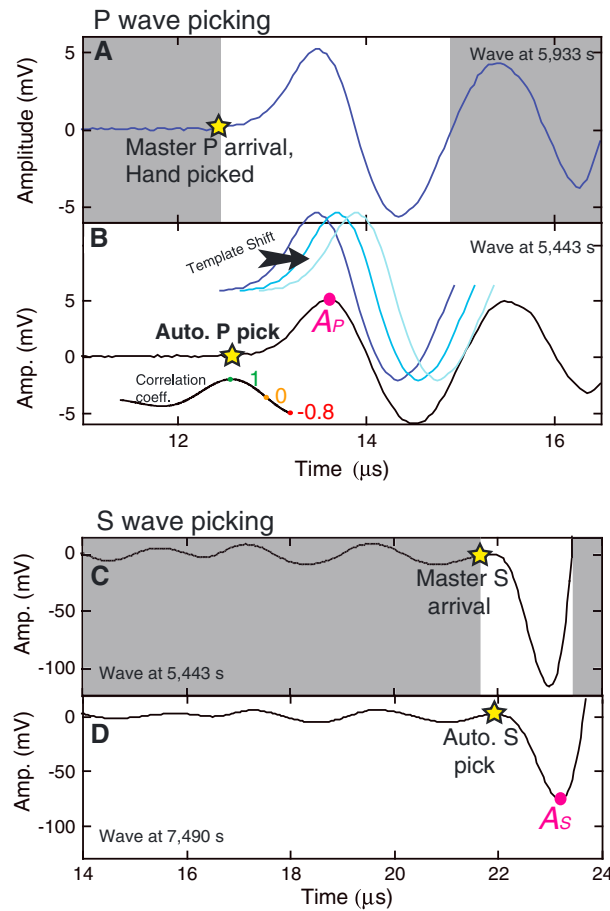 P wave picking
A
Wave at 5,933 s
Amplitude (mV)
5
0
-5
Master P arrival,
Hand picked
B
Wave at 5,443 s
Template Shift
Amp. (mV)
5
0
-5
AP
Auto. P pick
Correlation
coeff.
1
0
-0.8
12
14
16
Time (μs)
S wave picking
C
Amp. (mV)
0
-50
-100
Master S
arrival
Wave at 5,443 s
D
Amp. (mV)
0
-50
-100
Auto. S
pick
AS
Wave at 7,490 s
14
16
18
20
22
24
Time (μs)